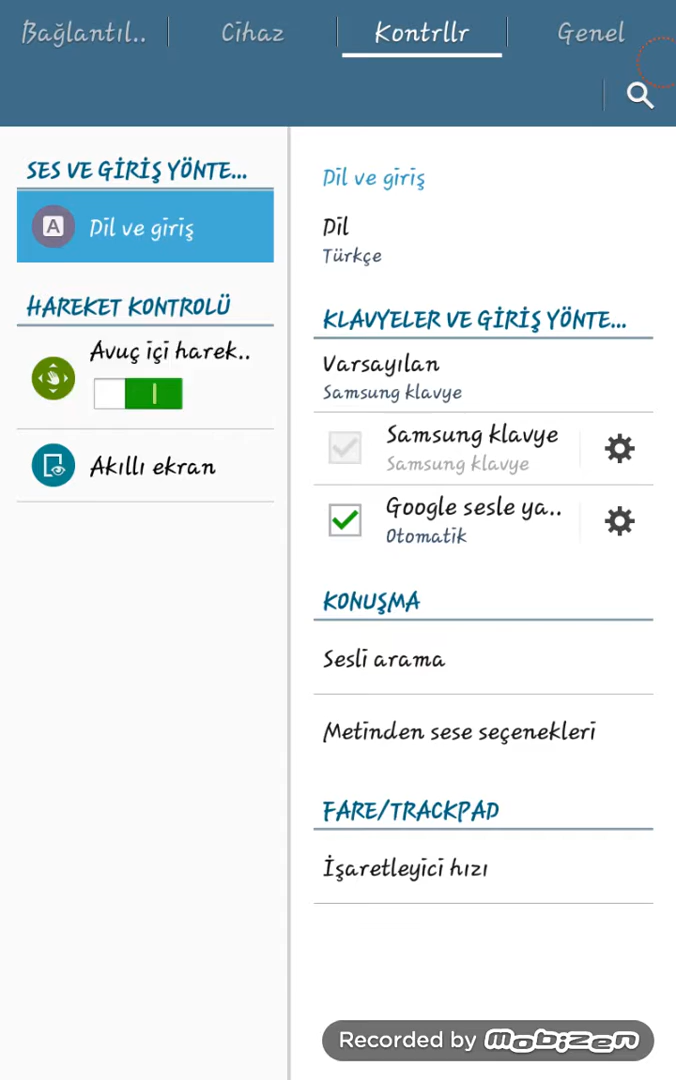 Bağlantıl..
Cihaz
Kontrllr
Genel
SES VE GİRİŞ YÖNTE...
A
Dil ve giriş
HAREKET KONTROLÜ
Avuç içi harek..
Akıllı ekran
Dil ve giriş
Dil
Türkçe
KLAVYELER VE GİRİŞ YÖNTE...
Varsayılan
Samsung klavye
Samsung klavye
Samsung klavye
Google sesle ya..
Otomatik
KONUŞMA
Sesli arama
Metinden sese seçenekleri
FARE/TRACKPAD
İşaretleyici hızı
Recorded by mobizen